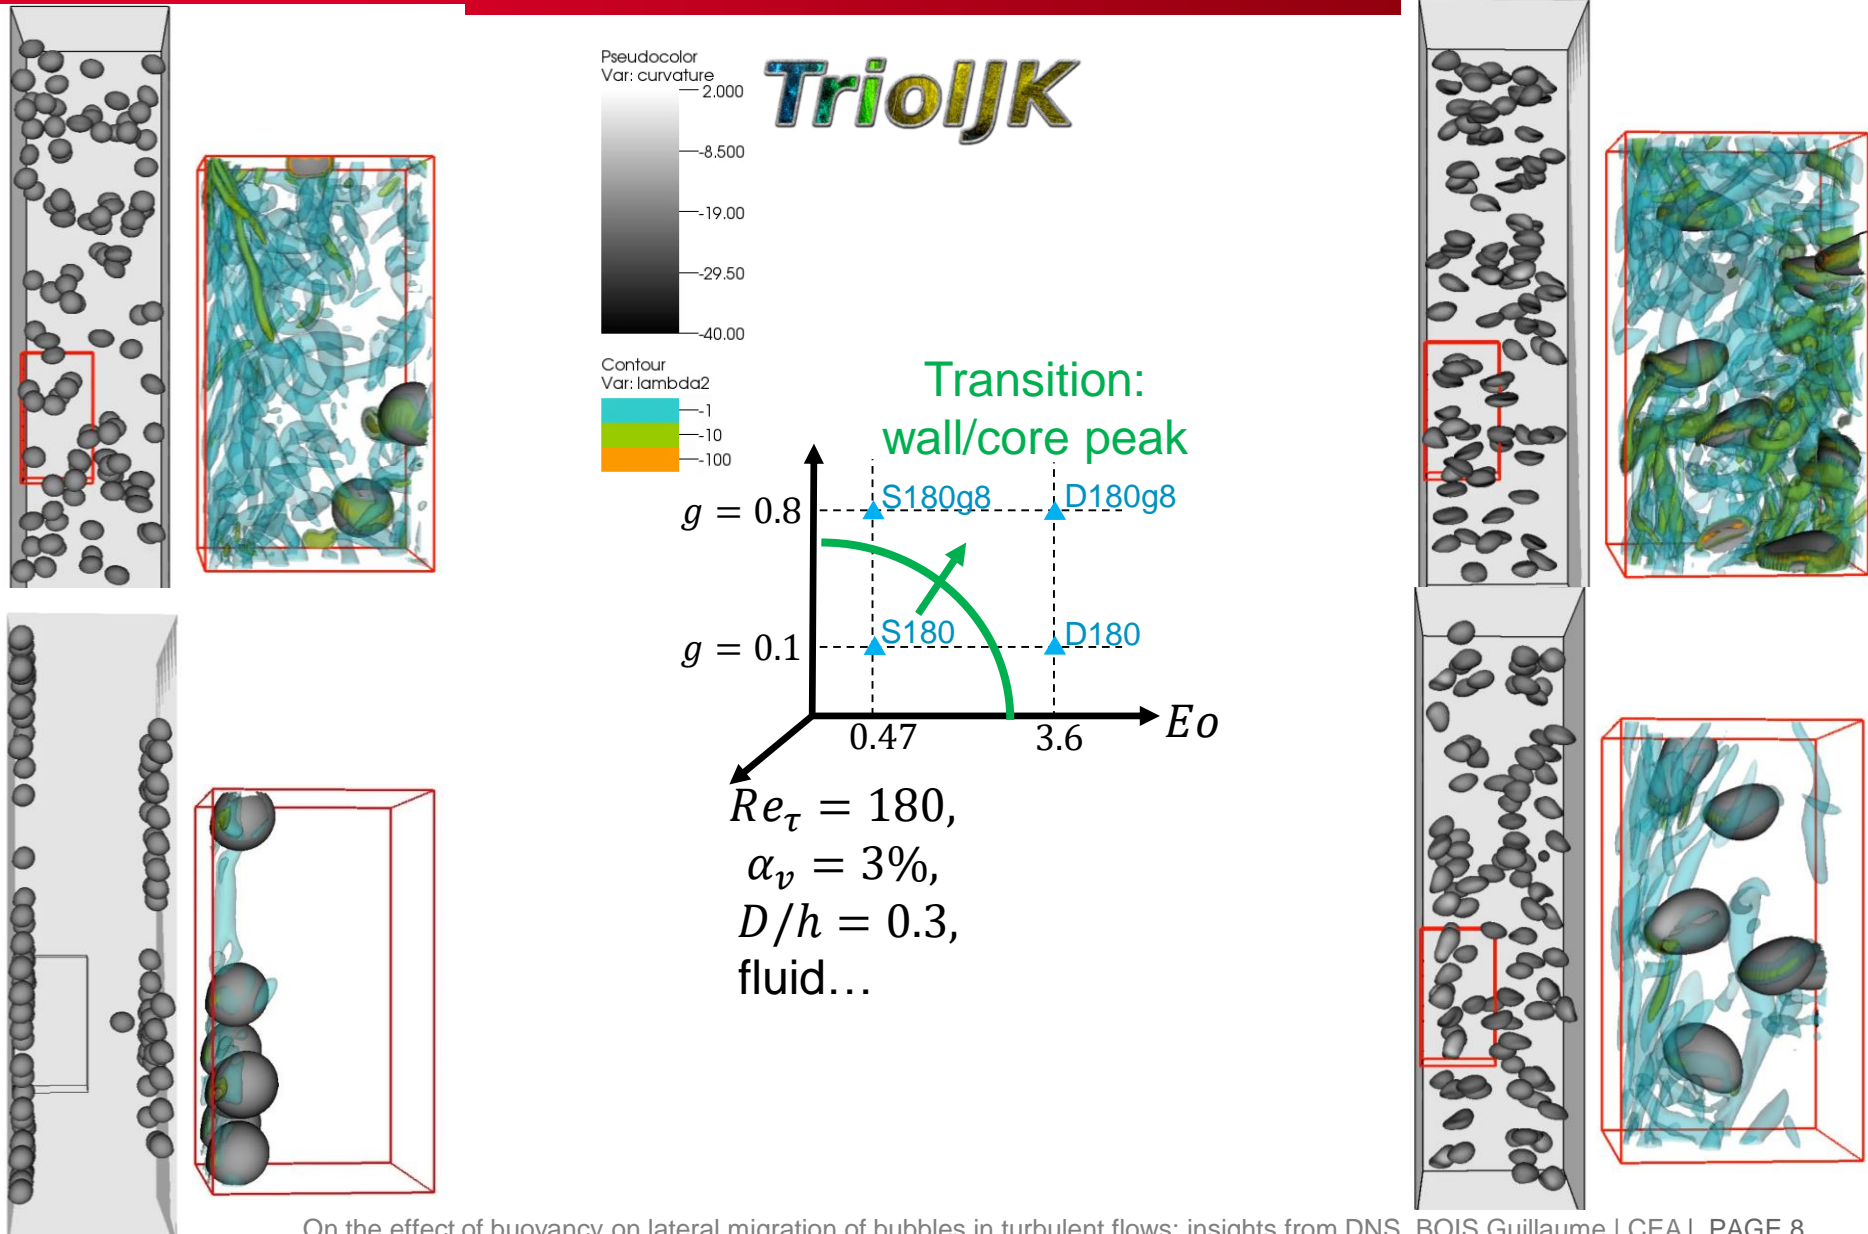 Pseudocolor
Var: curvature
2.000
-8.500
-19.00
-29.50
-40.00
TrioIJK
Contour
Var: lambda2
-1
-10
-100
Transition:
wall/core peak
g = 0.8
S180g8
D180g8
g = 0.1
S180
D180
0.47
3.6
Eo
Re_τ = 180,
α_v = 3%,
D/h = 0.3,
fluid…
On the effect of buoyancy on lateral migration of bubbles in turbulent flows: insights from DNS BOIS Guillaume | CEA | PAGE 8